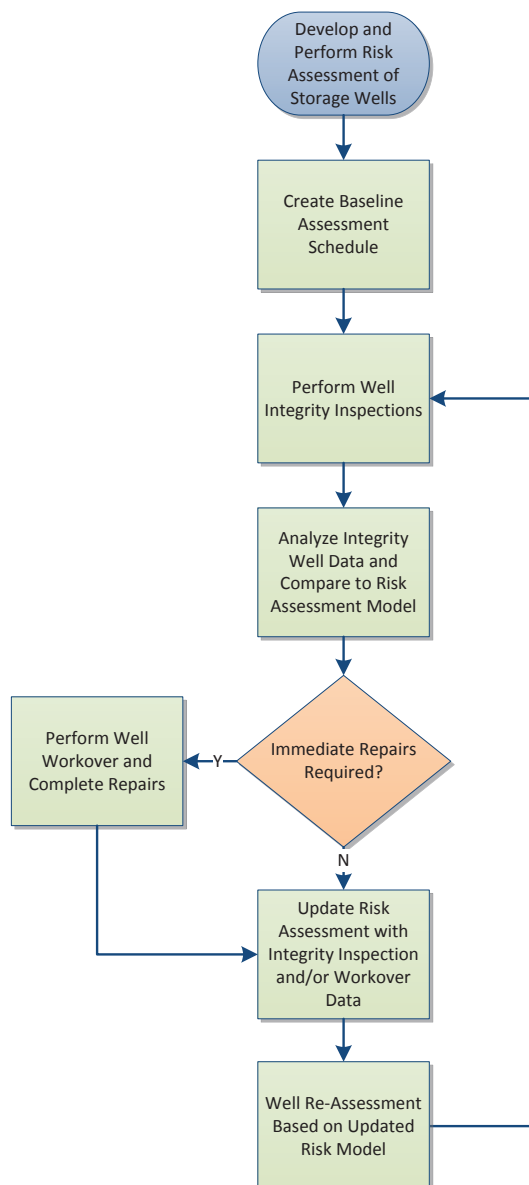 Develop and
Perform Risk
Assessment of
Storage Wells
Create Baseline
Assessment
Schedule
Perform Well
Integrity Inspections
Analyze Integrity
Well Data and
Compare to Risk
Assessment Model
Immediate Repairs
Required?
Y
Perform Well
Workover and
Complete Repairs
N
Update Risk
Assessment with
Integrity Inspection
and/or Workover
Data
Well Re-Assessment
Based on Updated
Risk Model